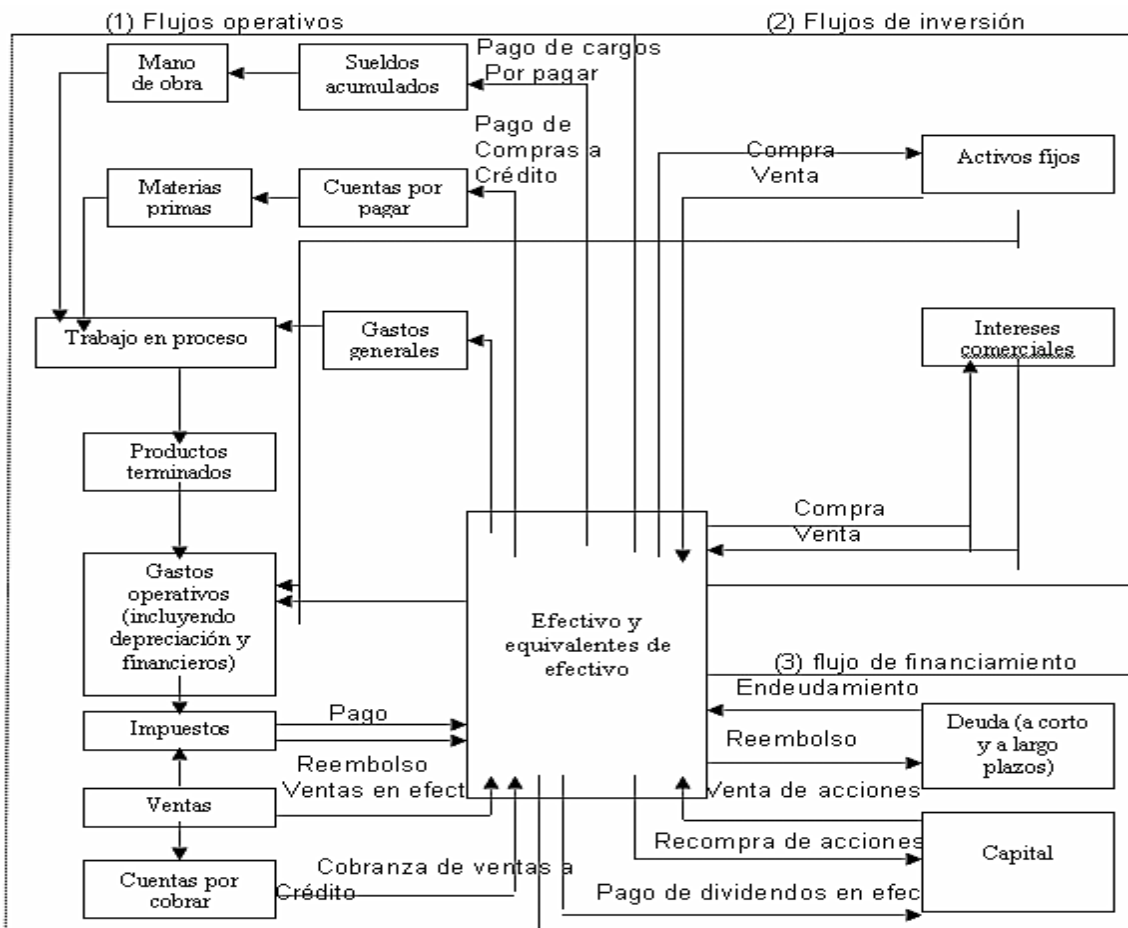 (1) Flujos operativos
(2) Flujos de inversión
Mano
de obra
Sueldos
acumulados
Pago de cargos
Por pagar
Pago de
Compras a
Crédito
Materias
primas
Cuentas por
pagar
Compra
Venta
Activos fijos
Trabajo en proceso
Gastos
generales
Intereses
comerciales
Productos
terminados
Compra
Venta
Gastos
operativos
(incluyendo
depreciación y
financieros)
Efectivo y
equivalentes de
efectivo
(3) flujo de financiamiento
Endeudamiento
Reembolso
Deuda (a corto
y a largo
plazos)
Impuestos
Pago
Reembolso
Ventas en efect
Ventas
Venta de acciones
Recompra de acciones
Capital
Pago de dividendos en efec
Cuentas por
cobrar
Cobranza de ventas a
Crédito